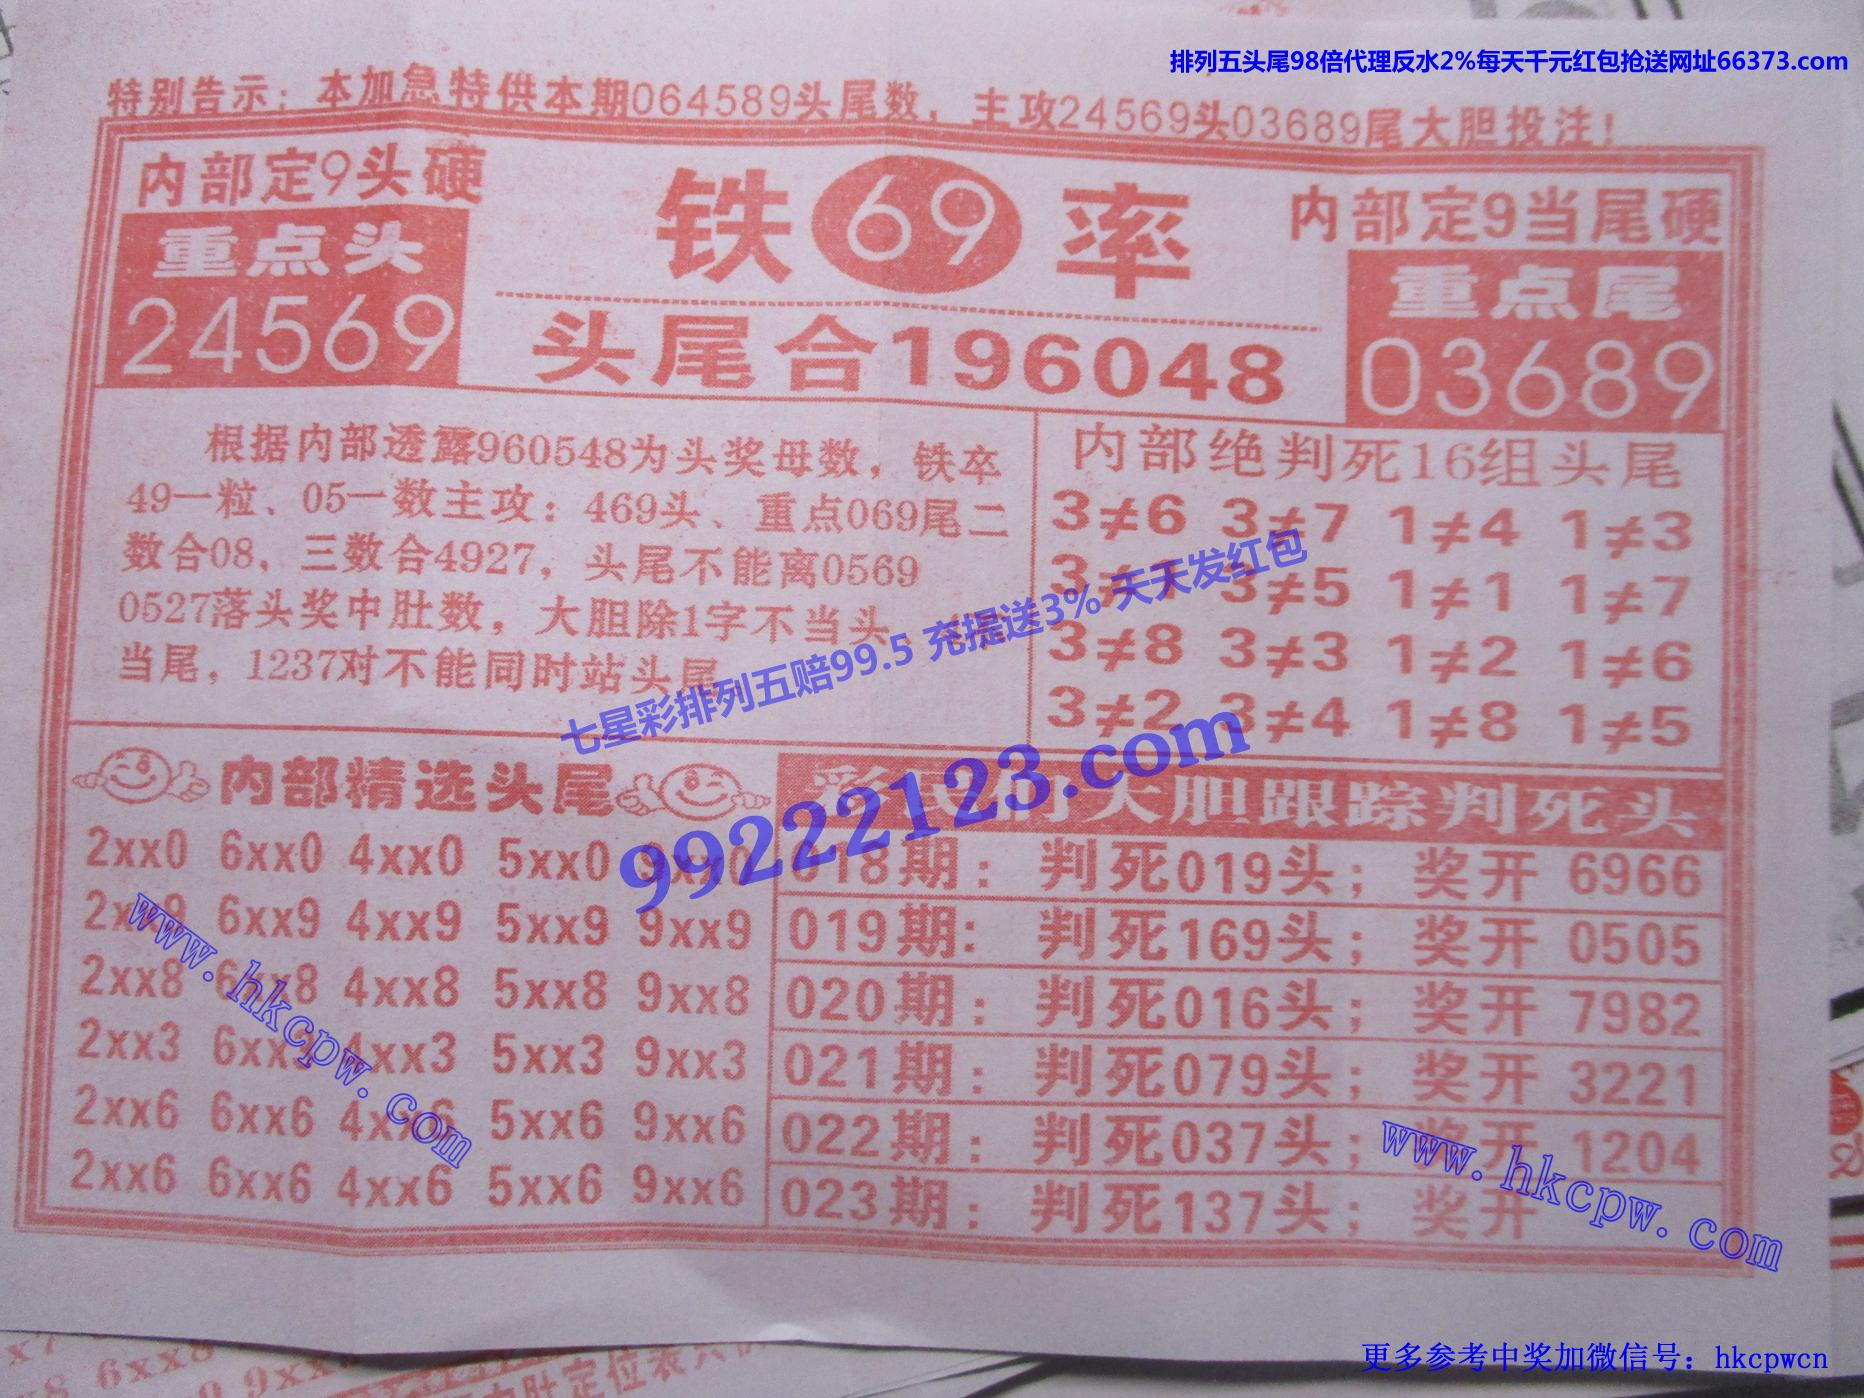 排列五头尾98倍代理反水2%每天千元红包抢送网址66373.com
特别告示：本加急特供本期064589头尾数，主攻24569头03689尾大胆投注！
内部定9头硬
重点头
24569
铁69率
头尾合196048
内部定9当尾硬
重点尾
03689
根据内部透露960548为头奖母数，铁卒
49一粒、05一数主攻：469头、重点069尾二
数合08，三数合4927，头尾不能离0569
0527落头奖中肚数，大胆除1字不当头
当尾，1237对不能同时站头尾
内部绝判死16组头尾
3≠6 3≠7 1≠4 1≠3
3≠ 3≠5 1≠1 1≠7
3≠8 3≠3 1≠2 1≠6
3≠2 3≠4 1≠8 1≠5
七星彩排列五赔99.5 充提送3% 天天发红包
99222123.com
内部精选头尾
2xx0 6xx0 4xx0 5xx0 9xx0
2xx9 6xx9 4xx9 5xx9 9xx9
2xx8 6xx8 4xx8 5xx8 9xx8
2xx3 6xx3 4xx3 5xx3 9xx3
2xx6 6xx6 4xx6 5xx6 9xx6
2xx6 6xx6 4xx6 5xx6 9xx6
彩民们大胆跟踪判死头
018期：判死019头；奖开 6966
019期：判死169头；奖开 0505
020期：判死016头；奖开 7982
021期：判死079头；奖开 3221
022期：判死037头；奖开 1204
023期：判死137头；奖开
www.hkcpw.com
www.hkcpw.com
更多参考中奖加微信号：hkcpwcn